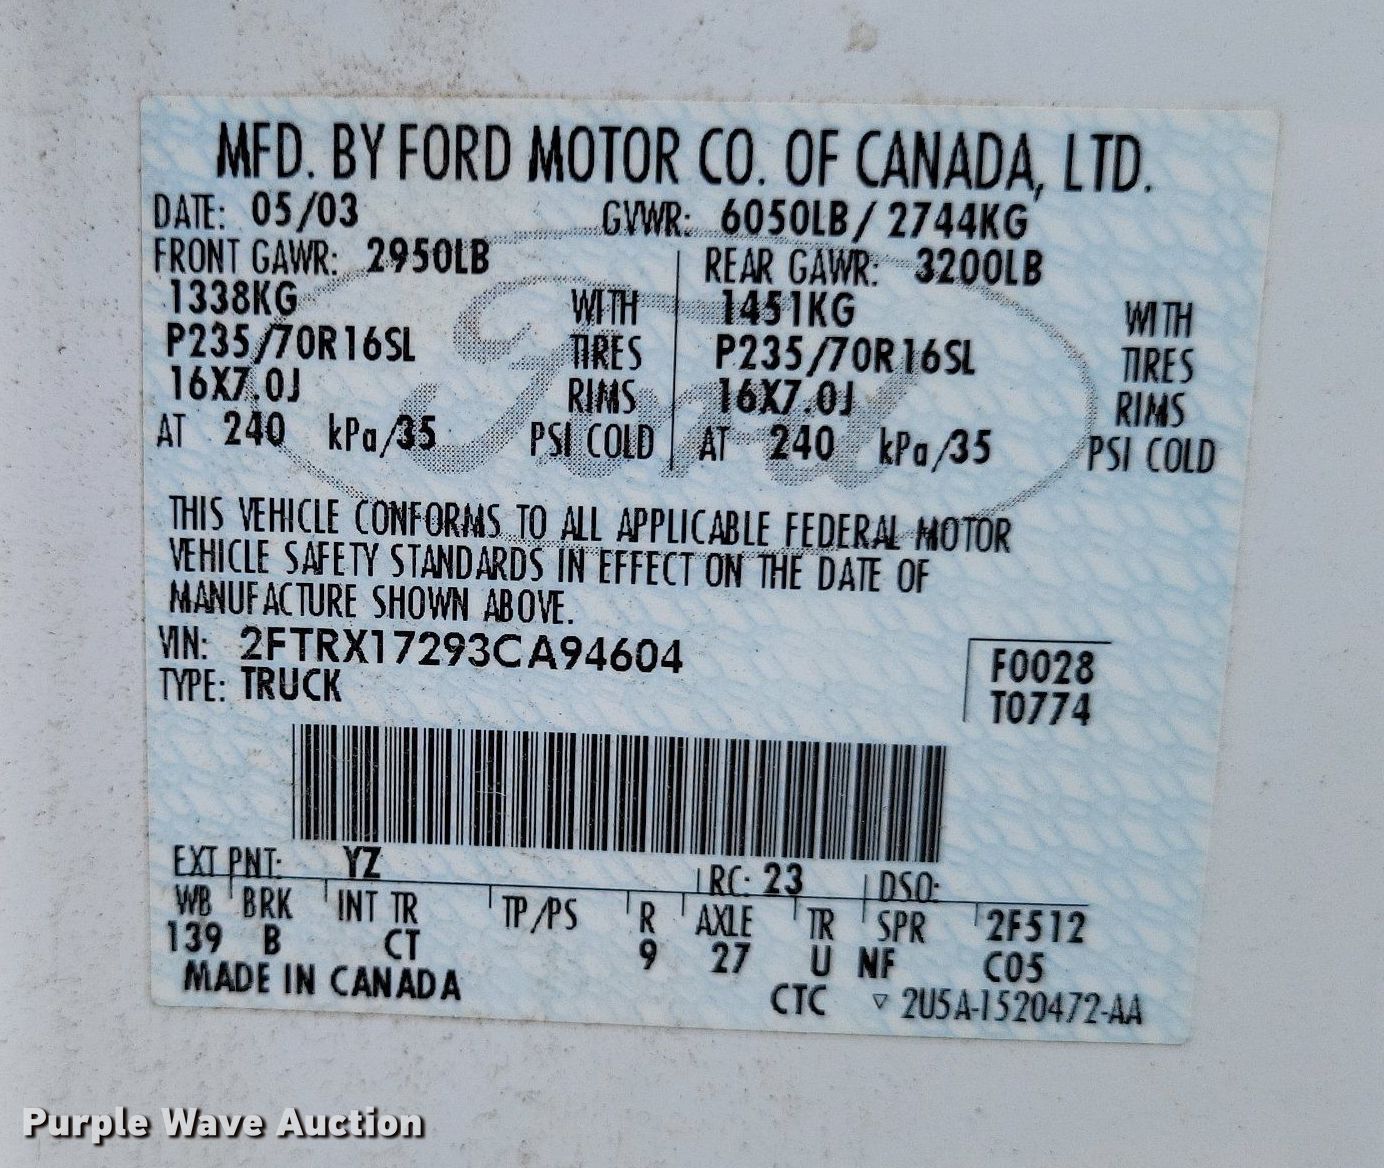 MFD. BY FORD MOTOR CO. OF CANADA, LTD.
DATE: 05/03 GVWR: 6050LB/2744KG
FRONT GAWR: 2950LB REAR GAWR: 3200LB
1338KG WITH 1451KG WITH
P235/70R16SL TIRES P235/70R16SL TIRES
16X7.0J RIMS 16X7.0J RIMS
AT 240 kPa/35 PSI COLD AT 240 kPa/35 PSI COLD
Ford
THIS VEHICLE CONFORMS TO ALL APPLICABLE FEDERAL MOTOR
VEHICLE SAFETY STANDARDS IN EFFECT ON THE DATE OF
MANUFACTURE SHOWN ABOVE.
VIN: 2FTRX17293CA94604
TYPE: TRUCK
F0028
T0774
EXT PNT: YZ RC: 23 DSO:
WB BRK INT TR TP/PS R AXLE TR SPR 2F512
139 B CT 9 27 U NF C05
MADE IN CANADA
CTC ▽ 2U5A-1520472-AA
Purple Wave Auction